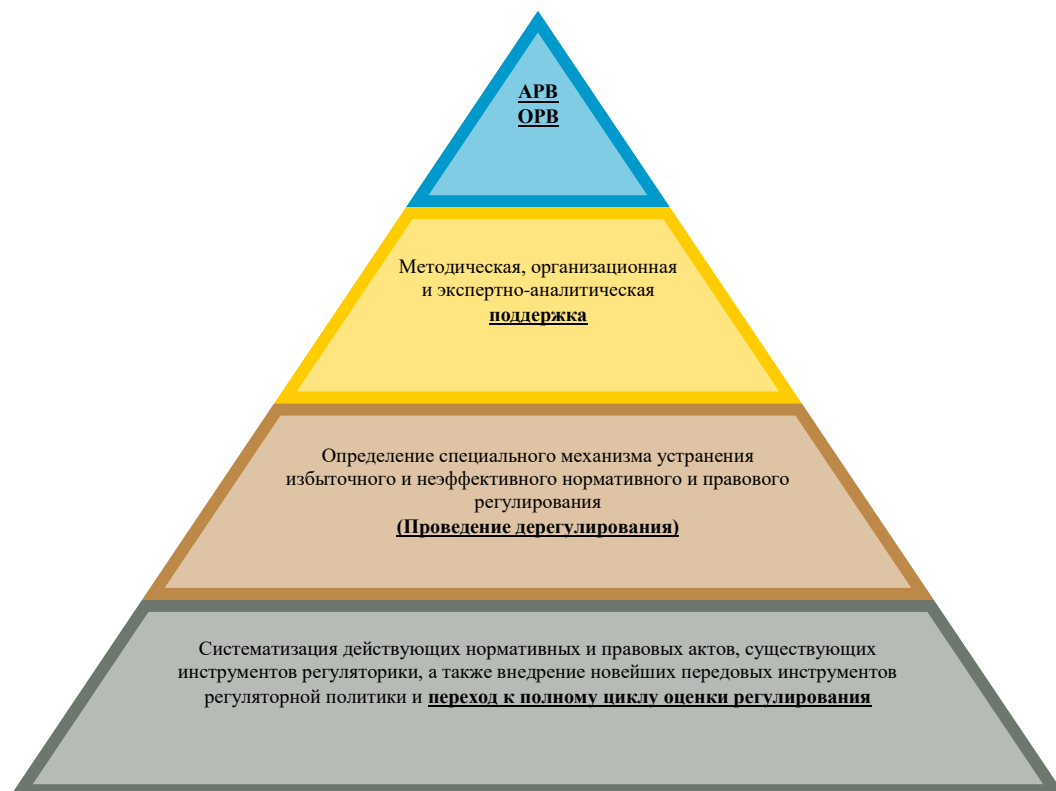 АРВ
ОРВ
Методическая, организационная
и экспертно-аналитическая
поддержка
Определение специального механизма устранения
избыточного и неэффективного нормативного и правового
регулирования
(Проведение дерегулирования)
Систематизация действующих нормативных и правовых актов, существующих
инструментов регуляторики, а также внедрение новейших передовых инструментов
регуляторной политики и переход к полному циклу оценки регулирования